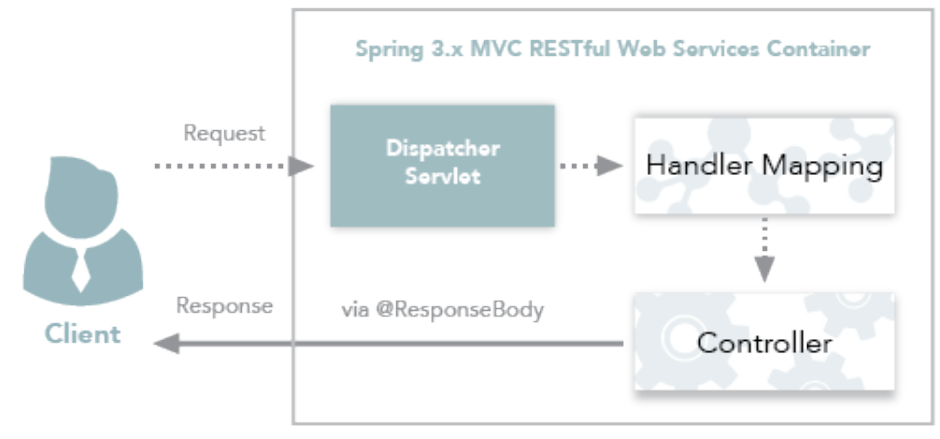 Spring 3.x MVC RESTful Web Services Container
Request
Dispatcher
Servlet
Handler Mapping
Response
via @ResponseBody
Client
Controller